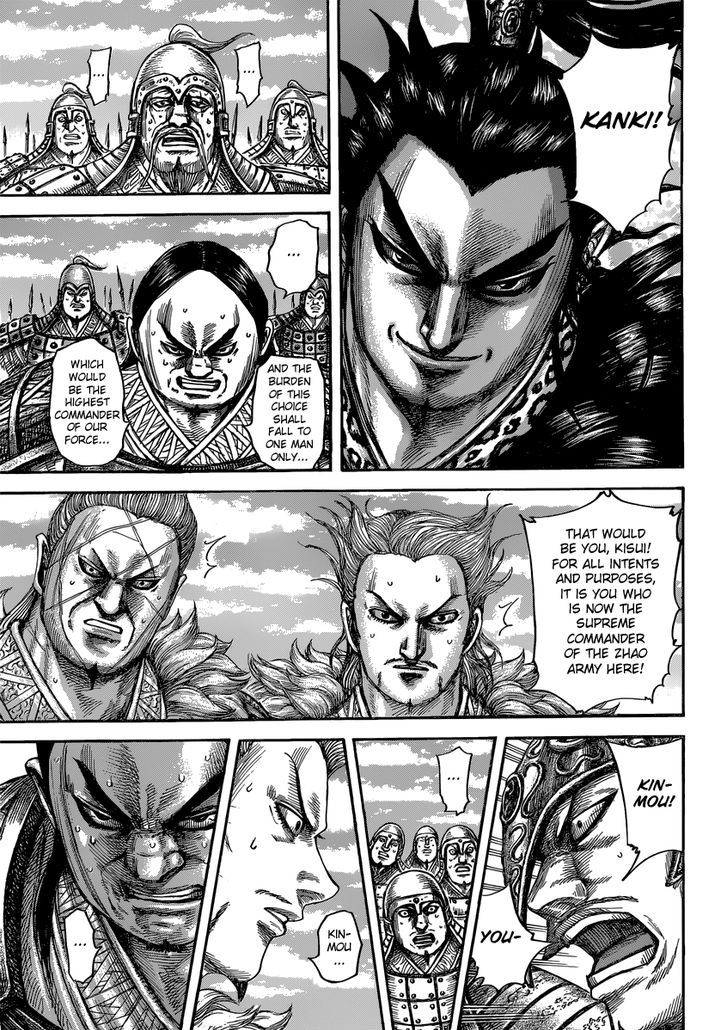 KANKI!
...
...
...
AND THE
BURDEN
OF THIS
CHOICE
SHALL
FALL TO
ONE MAN
ONLY...
WHICH
WOULD
BE THE
HIGHEST
COMMANDER
OF OUR
FORCE...
THAT WOULD
BE YOU, KISUI!
FOR ALL INTENTS
AND PURPOSES,
IT IS YOU WHO
IS NOW THE
SUPREME
COMMANDER
OF THE ZHAO
ARMY HERE!
KIN-
MOU!
YOU-
...
KIN-
MOU
...
...